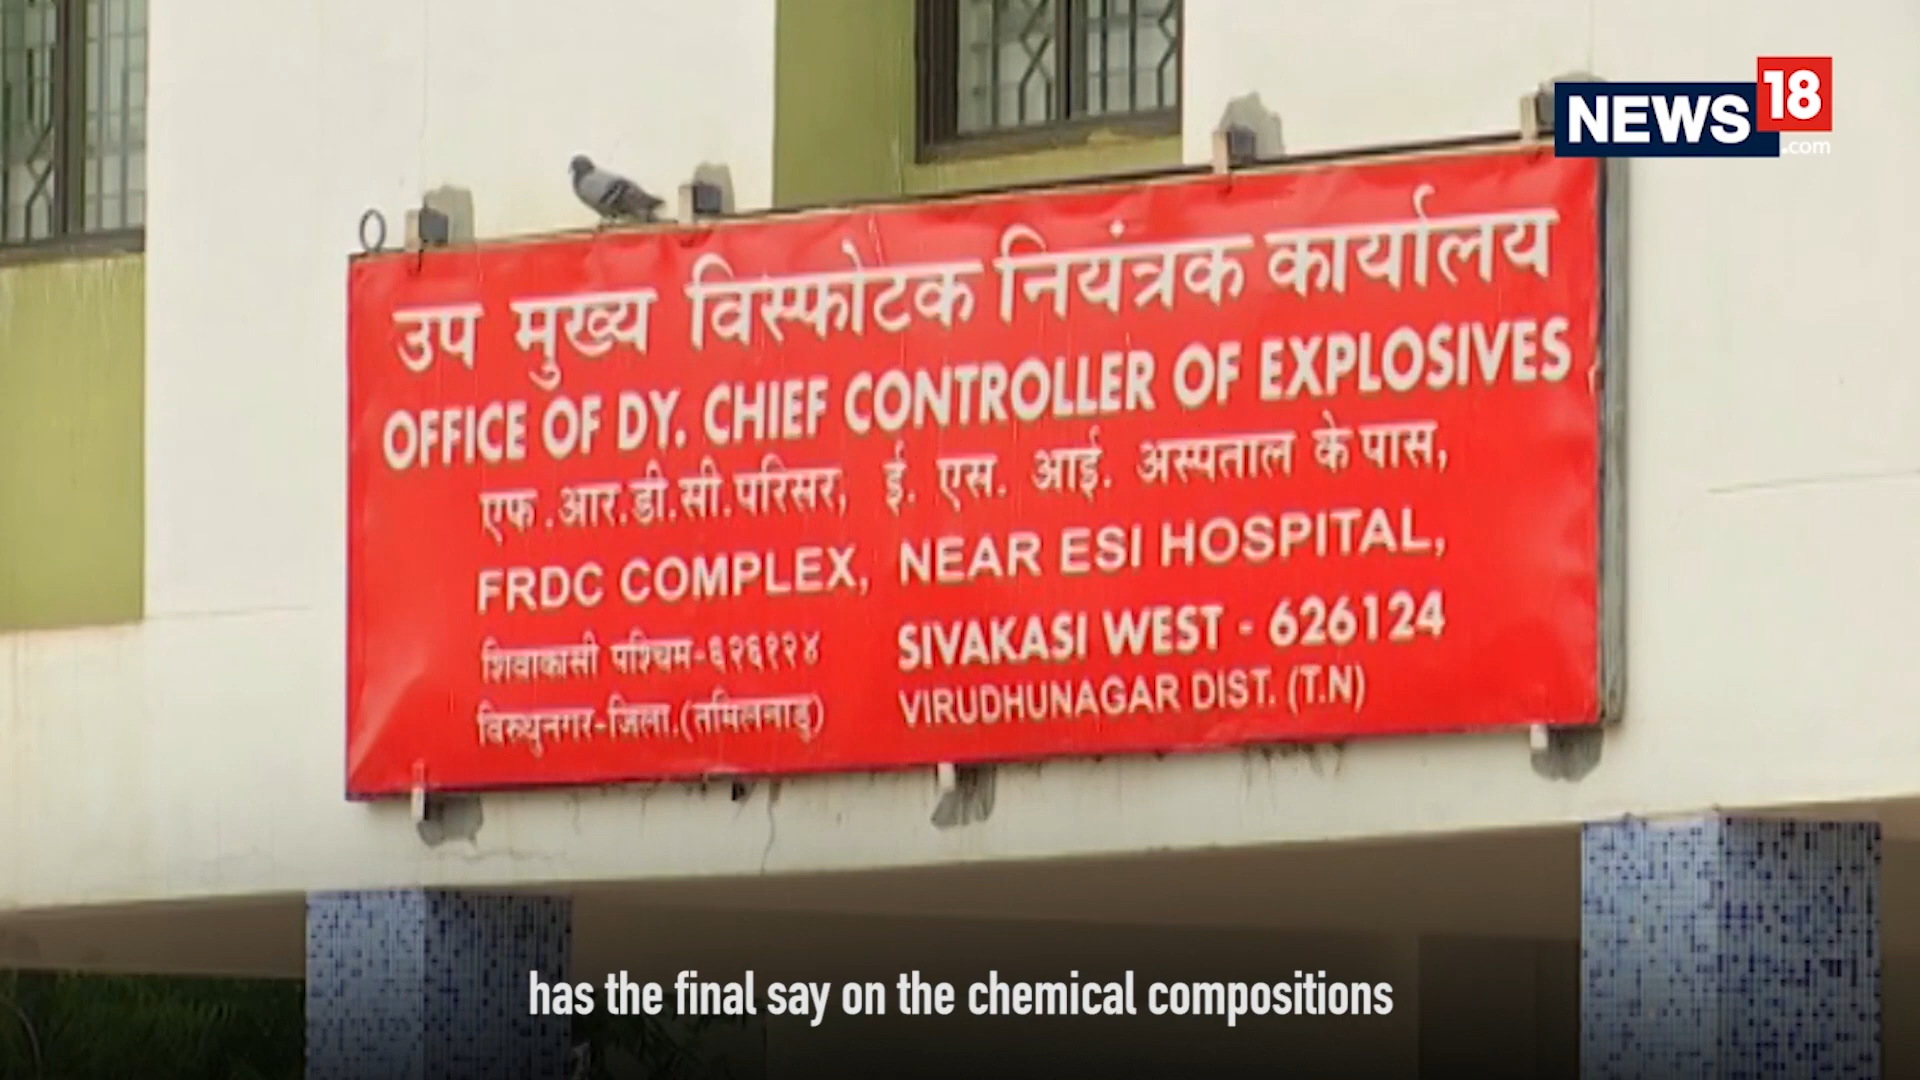 NEWS 18
.com
उप मुख्य विस्फोटक नियंत्रक कार्यालय
OFFICE OF DY. CHIEF CONTROLLER OF EXPLOSIVES
एफ.आर.डी.सी.परिसर, ई. एस. आई. अस्पताल के पास,
FRDC COMPLEX, NEAR ESI HOSPITAL,
शिवाकासी पश्चिम-६२६१२४ SIVAKASI WEST - 626124
विरुधुनगर-जिला.(तमिलनाडु) VIRUDHUNAGAR DIST. (T.N)
has the final say on the chemical compositions